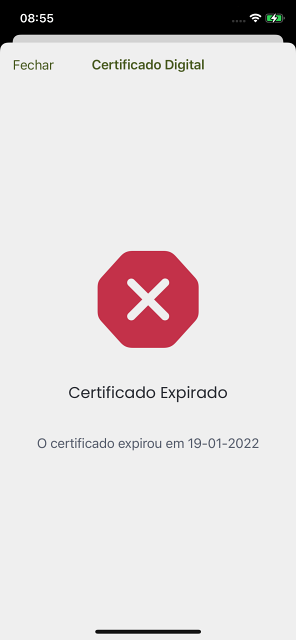 08:55
Fechar
Certificado Digital
Certificado Expirado
O certificado expirou em 19-01-2022